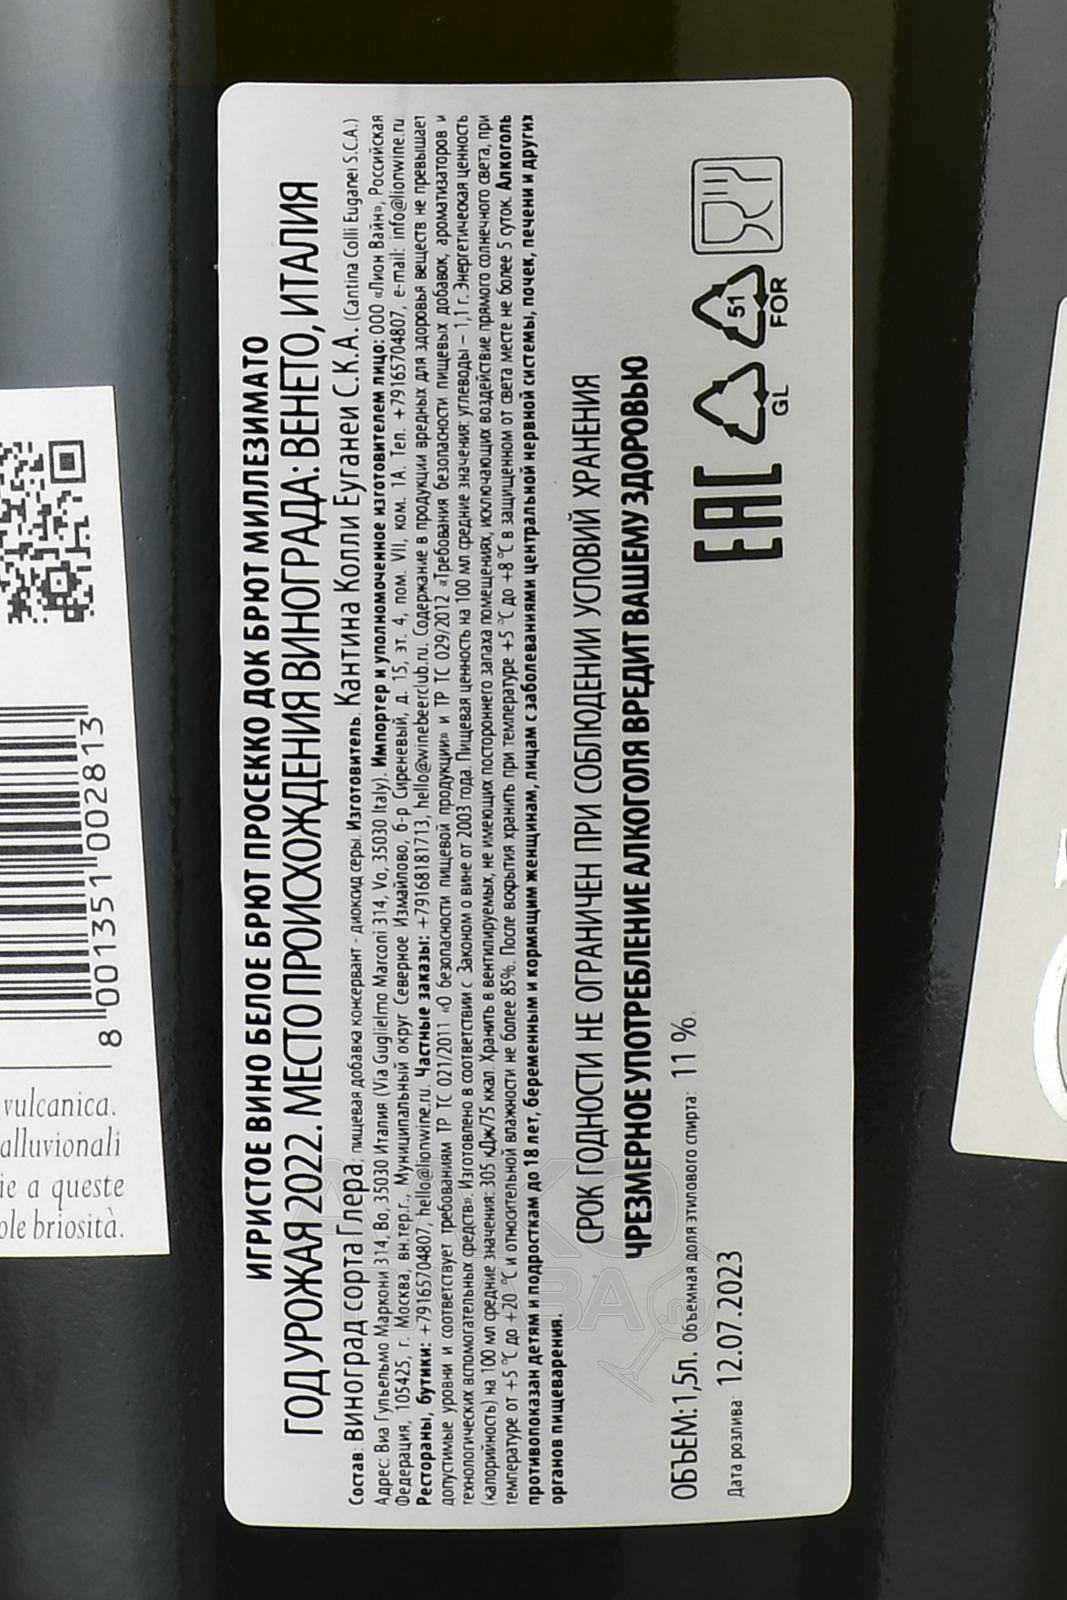 ИГРИСТОЕ ВИНО БЕЛОЕ БРЮТ ПРОСЕККО ДОК БРЮТ МИЛЛЕЗИМАТО
ГОД УРОЖАЯ 2022. МЕСТО ПРОИСХОЖДЕНИЯ ВИНОГРАДА: ВЕНЕТО, ИТАЛИЯ
Состав: виноград сорта Глера; пищевая добавка консервант - диоксид серы. Изготовитель. Кантина Колли Еуганеи С.К.А. (Cantina Colli Euganei S.C.A.)
Адрес: Виа Гульельмо Маркони 314, Во, 35030 Италия (Via Guglielmo Marconi 314, Vo, 35030 Italy). Импортер и уполномоченное изготовителем лицо: ООО «Лион Вайн», Российская
Федерация, 105425, г. Москва, вн.тер.г., Муниципальный округ Северное Измайлово, б-р Сиреневый, д. 15, эт. 4, пом. VII, ком. 1А. Тел. +79165704807, e-mail: info@lionwine.ru
Рестораны, бутики: +79165704807, hello@lionwine.ru. Частные заказы: +79168181713, hello@winebeerclub.ru. Содержание в продукции вредных для здоровья веществ не превышает
допустимые уровни и соответствует требованиям ТР ТС 021/2011 «О безопасности пищевой продукции» и ТР ТС 029/2012 «Требования безопасности пищевых добавок, ароматизаторов и
технологических вспомогательных средств». Изготовлено в соответствии с Законом о вине от 2003 года. Пищевая ценность на 100 мл средние значения: углеводы – 1,1 г. Энергетическая ценность
(калорийность) на 100 мл средние значения: 305 кДж/75 ккал. Хранить в вентилируемых, не имеющих постороннего запаха помещениях, исключающих воздействие прямого солнечного света, при
температуре от +5 °С до +20 °С и относительной влажности не более 85%. После вскрытия хранить при температуре +5 °С до +8 °С в защищенном от света месте не более 5 суток. Алкоголь
противопоказан детям и подросткам до 18 лет, беременным и кормящим женщинам, лицам с заболеваниями центральной нервной системы, почек, печени и других
органов пищеварения.
СРОК ГОДНОСТИ НЕ ОГРАНИЧЕН ПРИ СОБЛЮДЕНИИ УСЛОВИЙ ХРАНЕНИЯ
ЧРЕЗМЕРНОЕ УПОТРЕБЛЕНИЕ АЛКОГОЛЯ ВРЕДИТ ВАШЕМУ ЗДОРОВЬЮ
ОБЪЕМ: 1,5л. Объемная доля этилового спирта: 11 %.
Дата розлива: 12.07.2023
EAC
GL
51
FOR
8 001351 002813
vulcanica.
alluvionali
ie a queste
ole briosità.